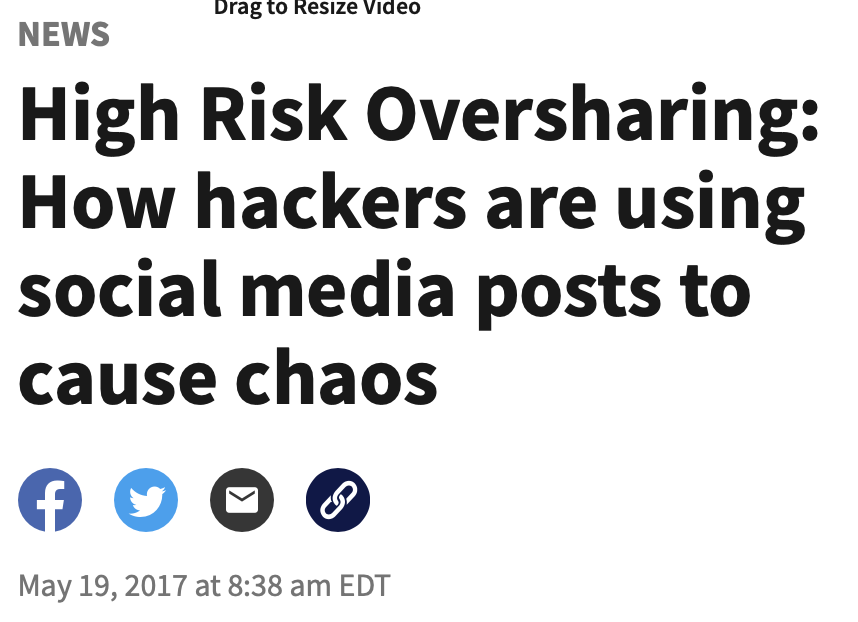 Drag to Resize Video
NEWS
High Risk Oversharing:
How hackers are using
social media posts to
cause chaos
May 19, 2017 at 8:38 am EDT